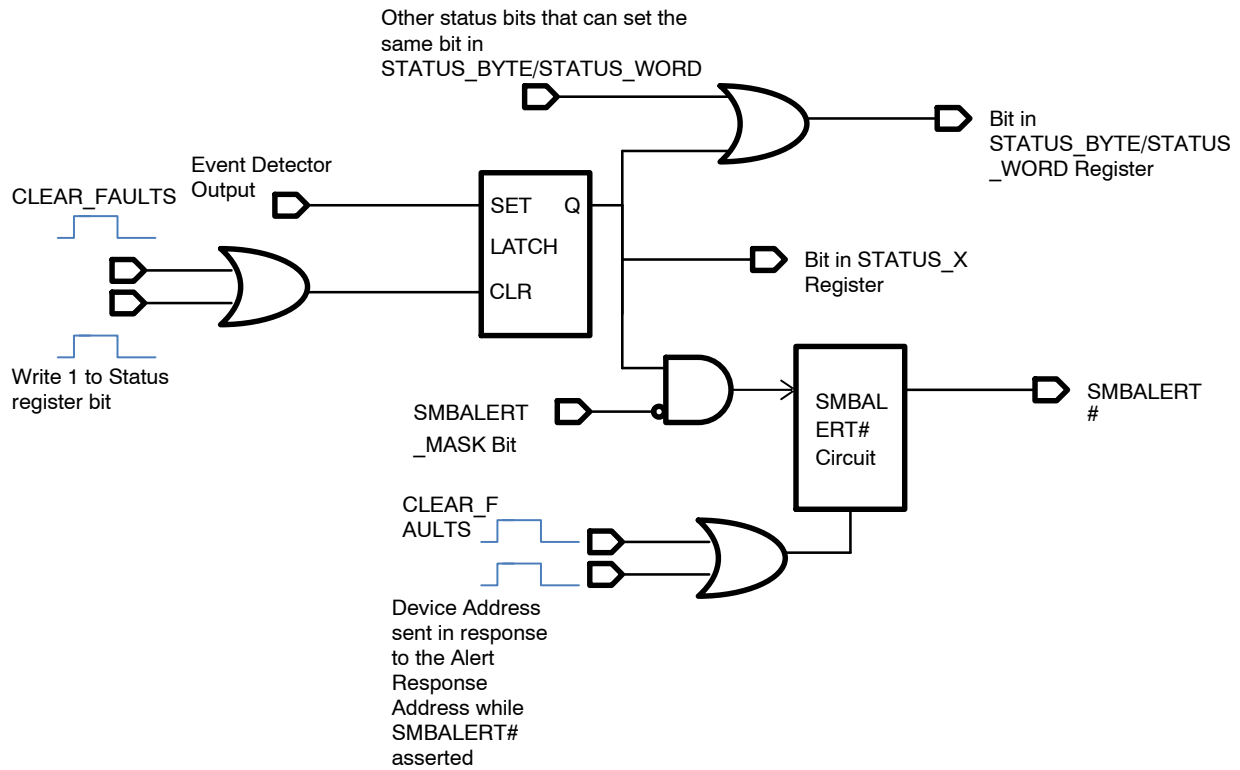 Other status bits that can set the
same bit in
STATUS_BYTE/STATUS_WORD
Bit in
STATUS_BYTE/STATUS
_WORD Register
Event Detector
Output
CLEAR_FAULTS
SET Q
LATCH
CLR
Bit in STATUS_X
Register
Write 1 to Status
register bit
SMBALERT
_MASK Bit
SMBAL
ERT#
Circuit
SMBALERT
#
CLEAR_F
AULTS
Device Address
sent in response
to the Alert
Response
Address while
SMBALERT#
asserted